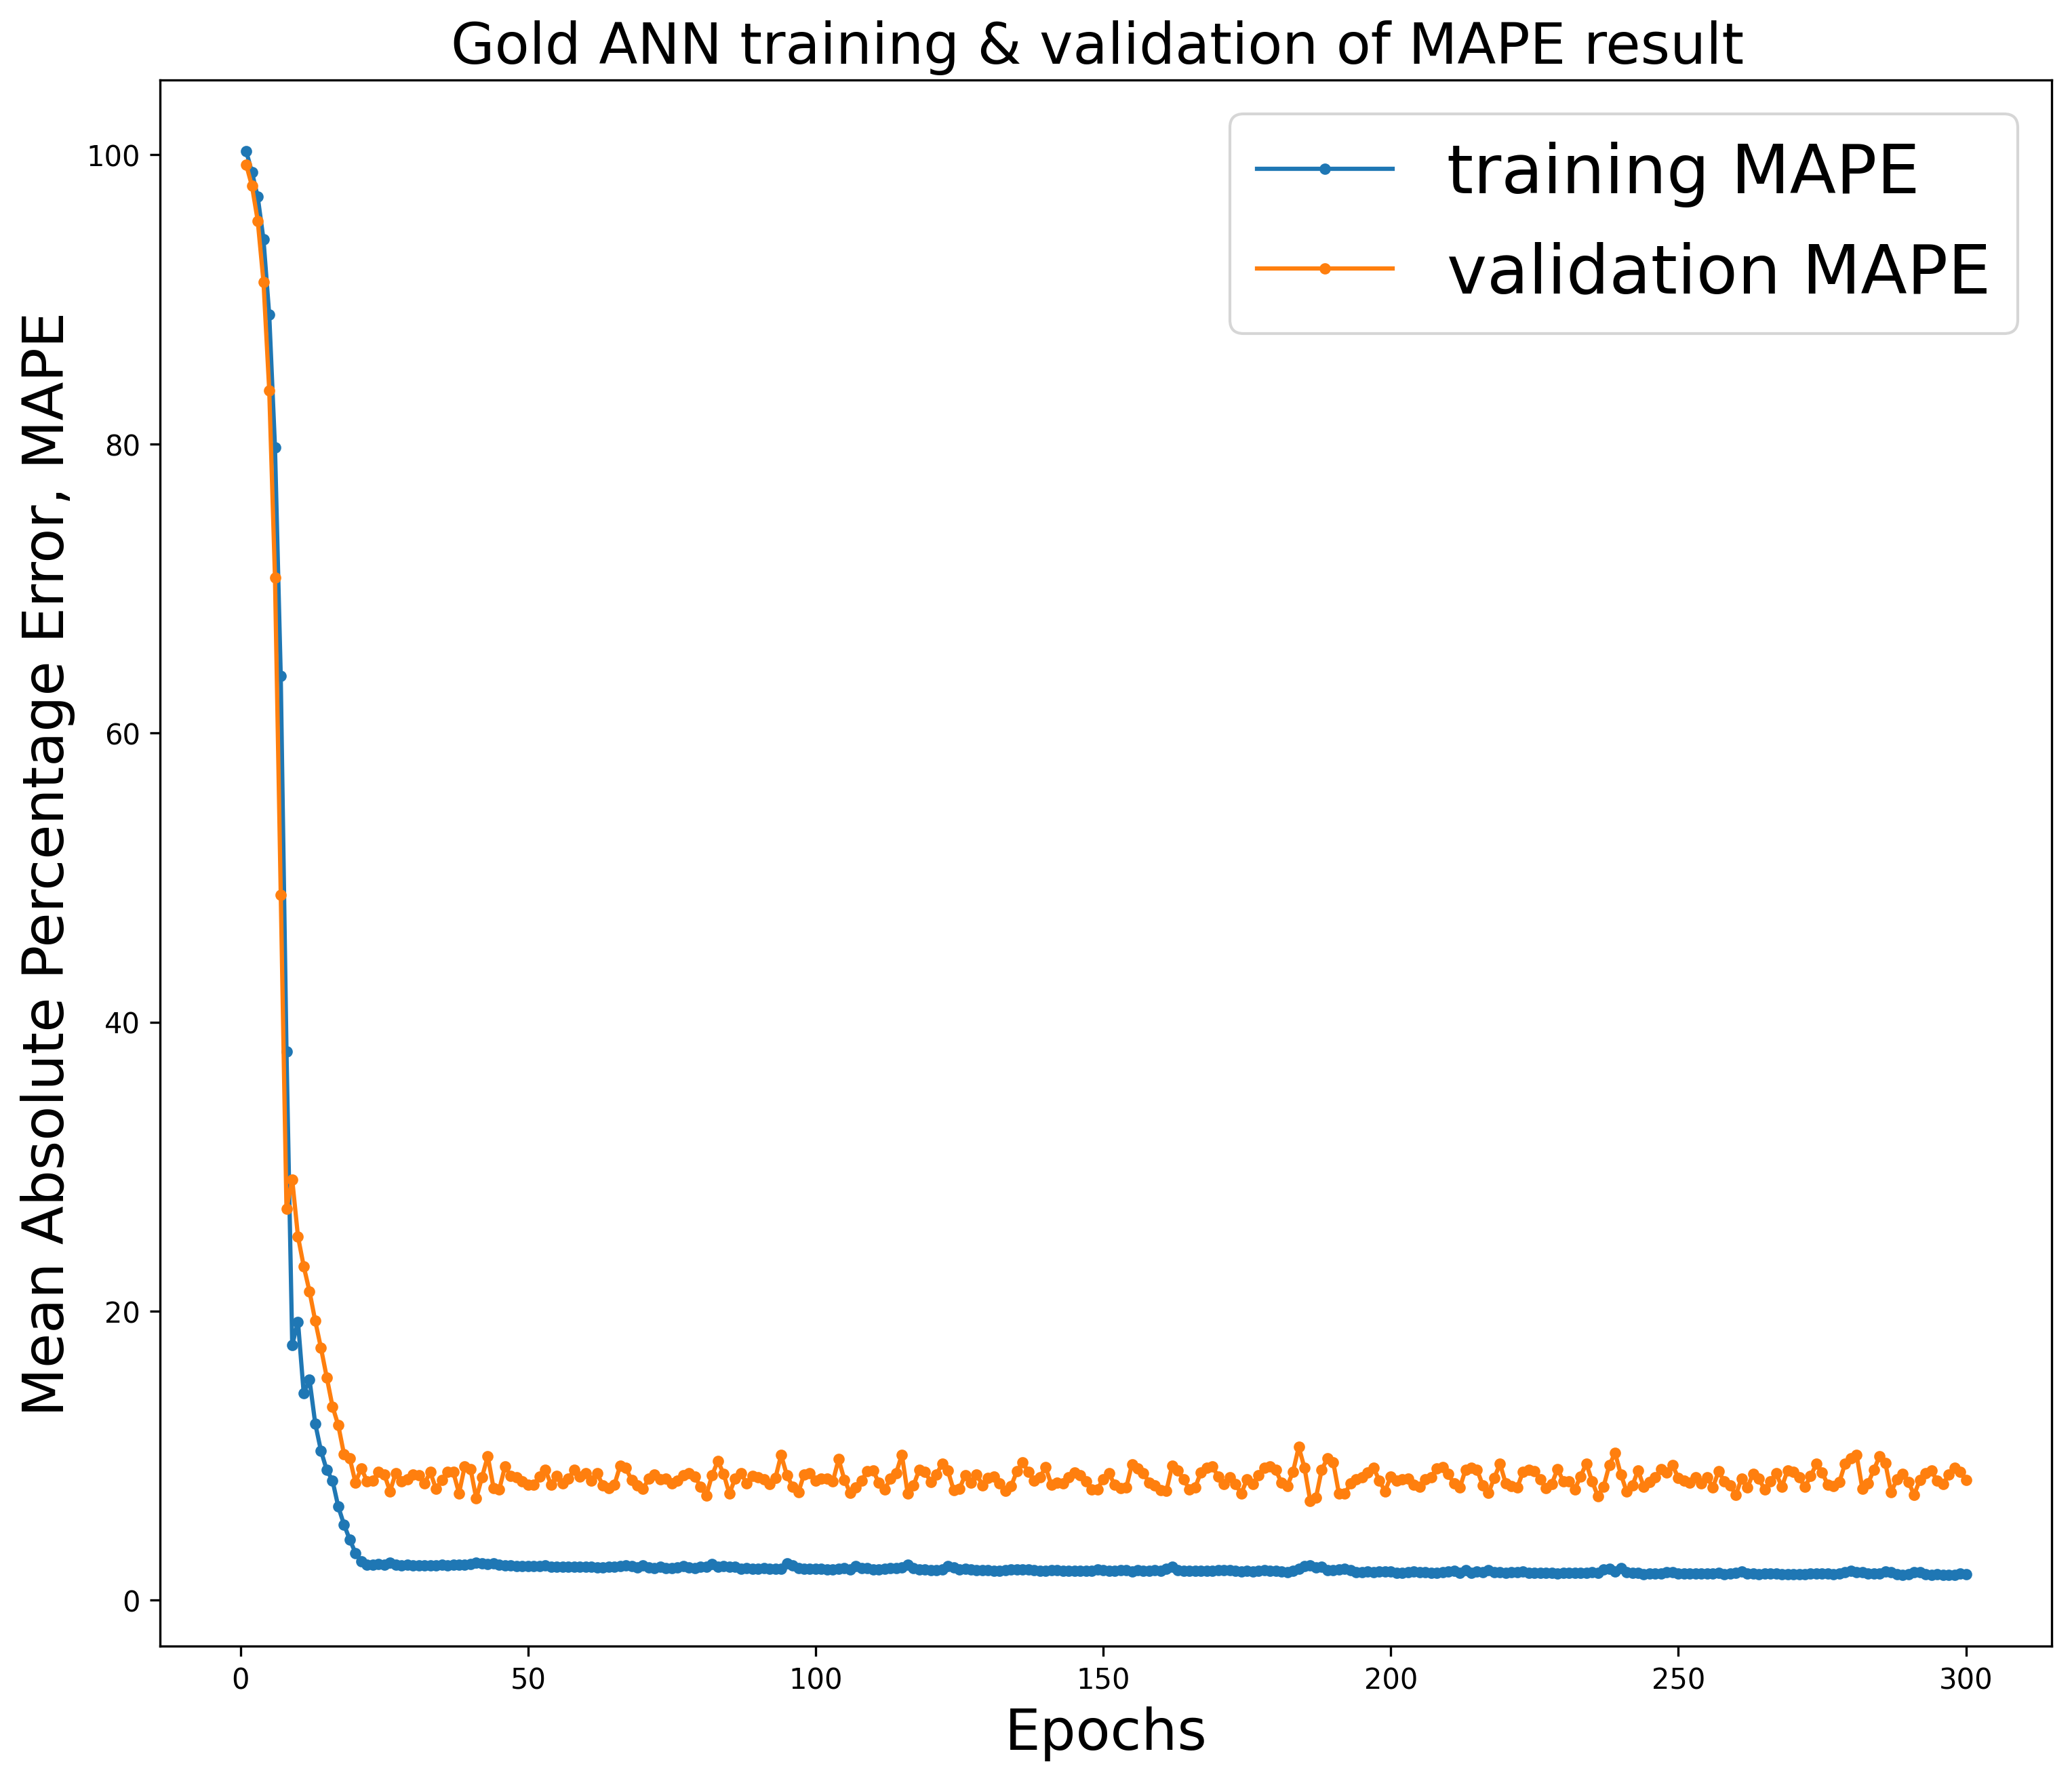 Gold ANN training & validation of MAPE result
training MAPE
validation MAPE
Mean Absolute Percentage Error, MAPE
100
80
60
40
20
0
0 50 100 150 200 250 300
Epochs